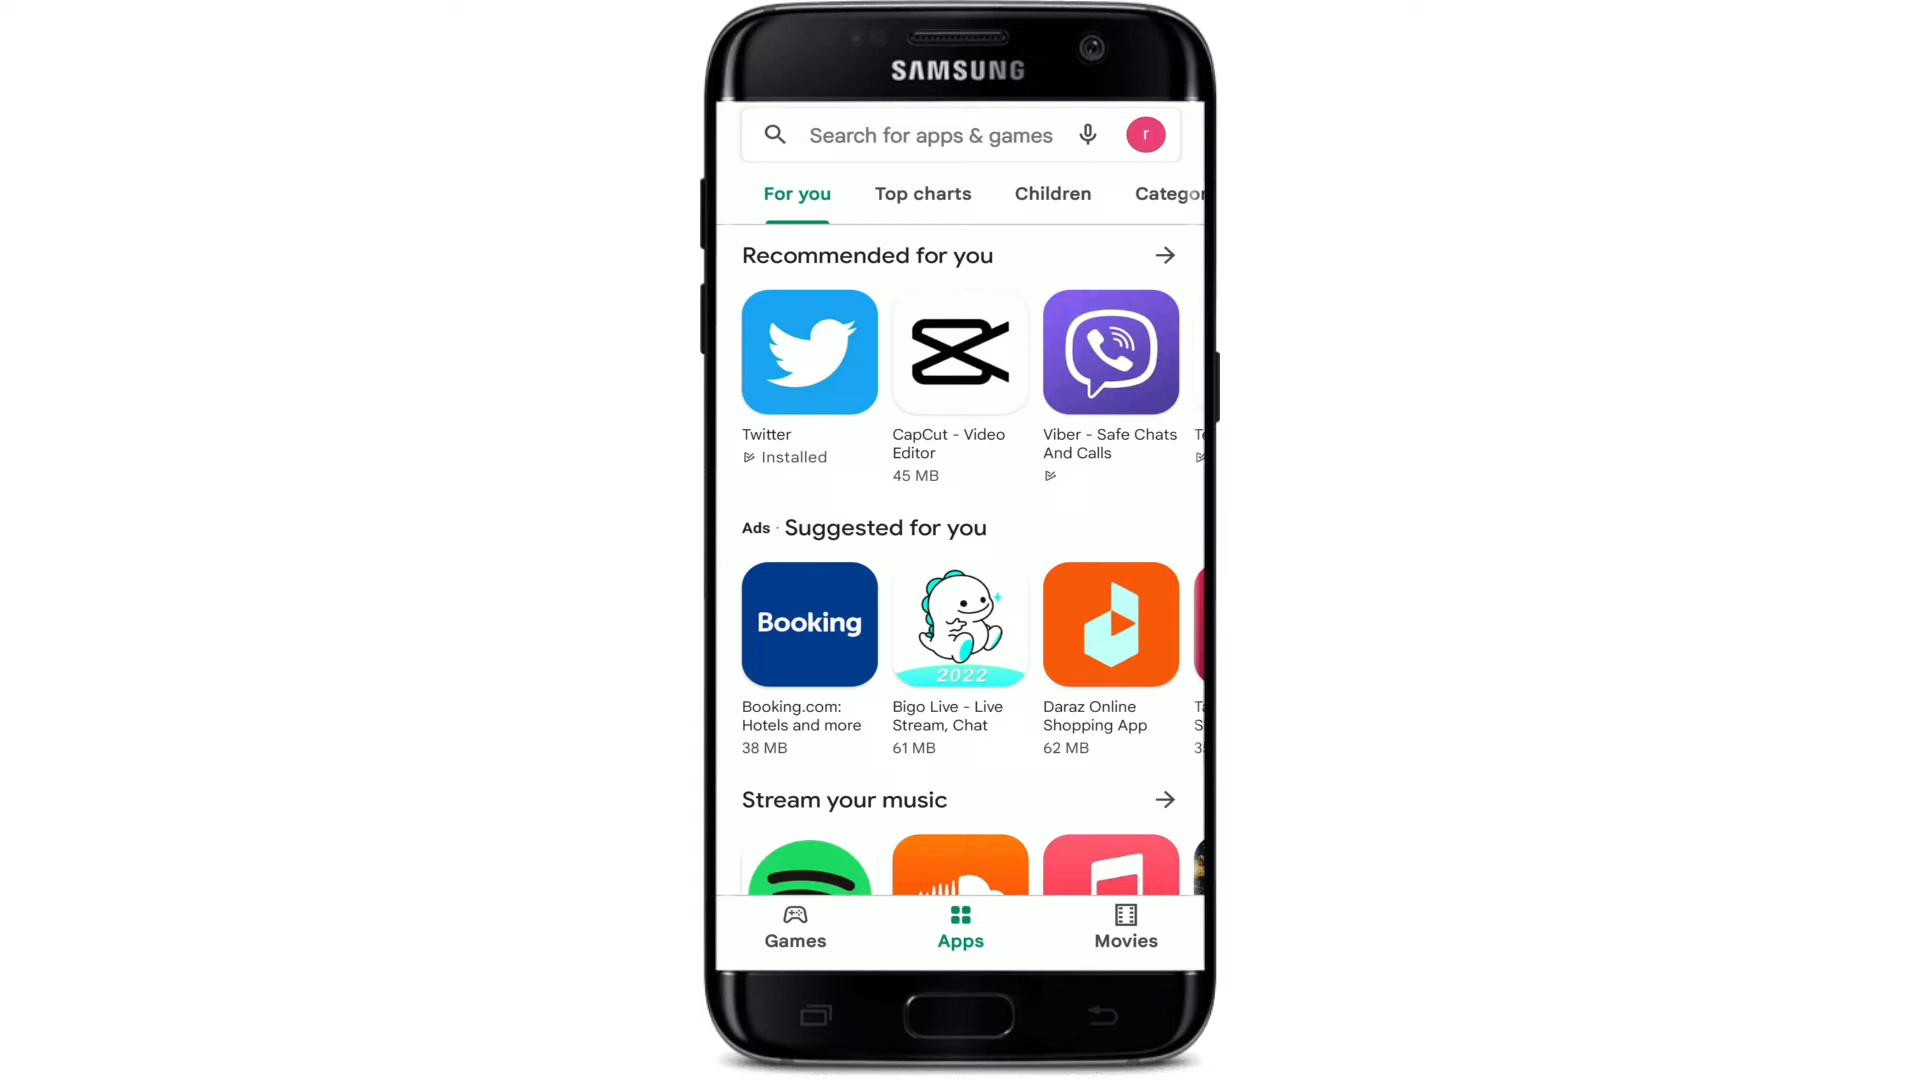 SAMSUNG
Search for apps & games
r
For you Top charts Children Categor
Recommended for you
Twitter
Installed
CapCut - Video
Editor
45 MB
Viber - Safe Chats
And Calls
Ads · Suggested for you
Booking
2022
Booking.com:
Hotels and more
38 MB
Bigo Live - Live
Stream, Chat
61 MB
Daraz Online
Shopping App
62 MB
Stream your music
Games Apps Movies